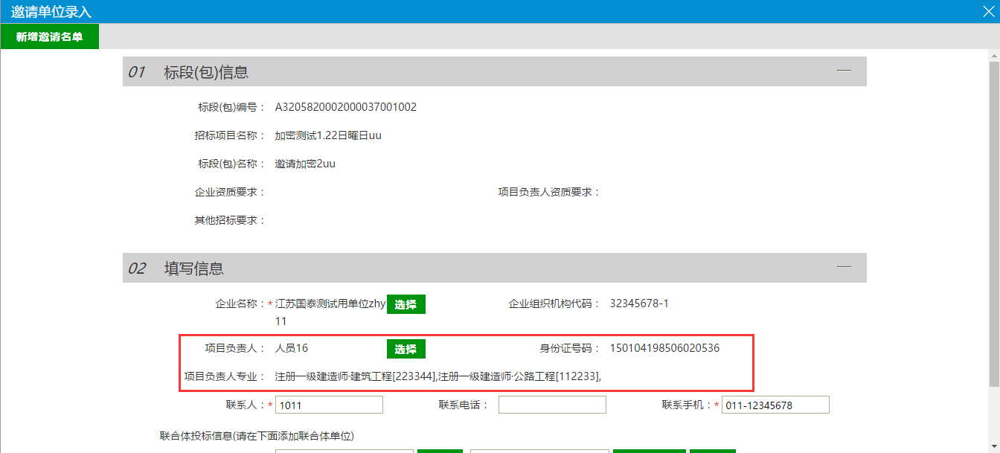 邀请单位录入
新增邀请名单
01 标段(包)信息
标段(包)编号： A3205820002000037001002
招标项目名称： 加密测试1.22日曜日uu
标段(包)名称： 邀请加密2uu
企业资质要求： 项目负责人资质要求：
其他招标要求：
02 填写信息
企业名称：*江苏国泰测试用单位zhy 选择 企业组织机构代码： 32345678-1
11
项目负责人： 人员16 选择 身份证号码： 150104198506020536
项目负责人专业： 注册一级建造师·建筑工程[223344],注册一级建造师·公路工程[112233],
联系人：* 1011 联系电话： 联系手机：* 011-12345678
联合体投标信息(请在下面添加联合体单位)